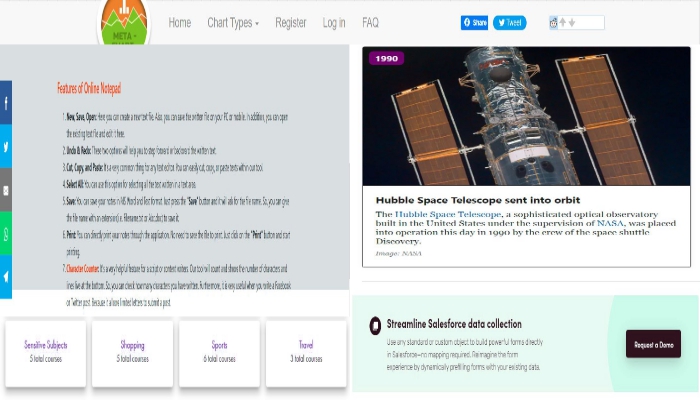 META -
CHART
Home
Chart Types
Register
Log in
FAQ
Share
Tweet
Features of Online Notepad
1. New, Save, Open: Here you can create a new text file. Also, you can save the written file on your PC or mobile. In addition, you can open
the existing text file and edit it here.
2. Undo & Redo: These two options will help you to step forward or backward the written text.
3. Cut, Copy, and Paste: It's a very common thing for any text editor. You can easily cut, copy, or paste texts within our tool.
4. Select All: You can use this option for selecting all the text written in a text area.
5. Save: You can save your notes in MS Word and Text format. Just press the "Save" button and it will ask for the file name. So, you can give
the file name with an extension(i.e. filename.txt or File.doc) to save it.
6. Print: You can directly print your notes through the application. No need to save the file to print. Just click on the "Print" button and start
printing.
7. Character Counter: It's a very helpful feature for a script or content writers. Our tool will count and shows the number of characters and
lines live at the bottom. So, you can check how many characters you have written. Furthermore, it is very useful when you write a Facebook
or Twitter post. Because it allows limited letters to submit a post.
Sensitive Subjects
5 total courses
Shopping
5 total courses
Sports
6 total courses
Travel
3 total courses
1990
Hubble Space Telescope sent into orbit
The Hubble Space Telescope, a sophisticated optical observatory
built in the United States under the supervision of NASA, was placed
into operation this day in 1990 by the crew of the space shuttle
Discovery.
Image: NASA
Streamline Salesforce data collection
Use any standard or custom object to build powerful forms directly
in Salesforce—no mapping required. Reimagine the form
experience by dynamically prefilling forms with your existing data.
Request a Demo